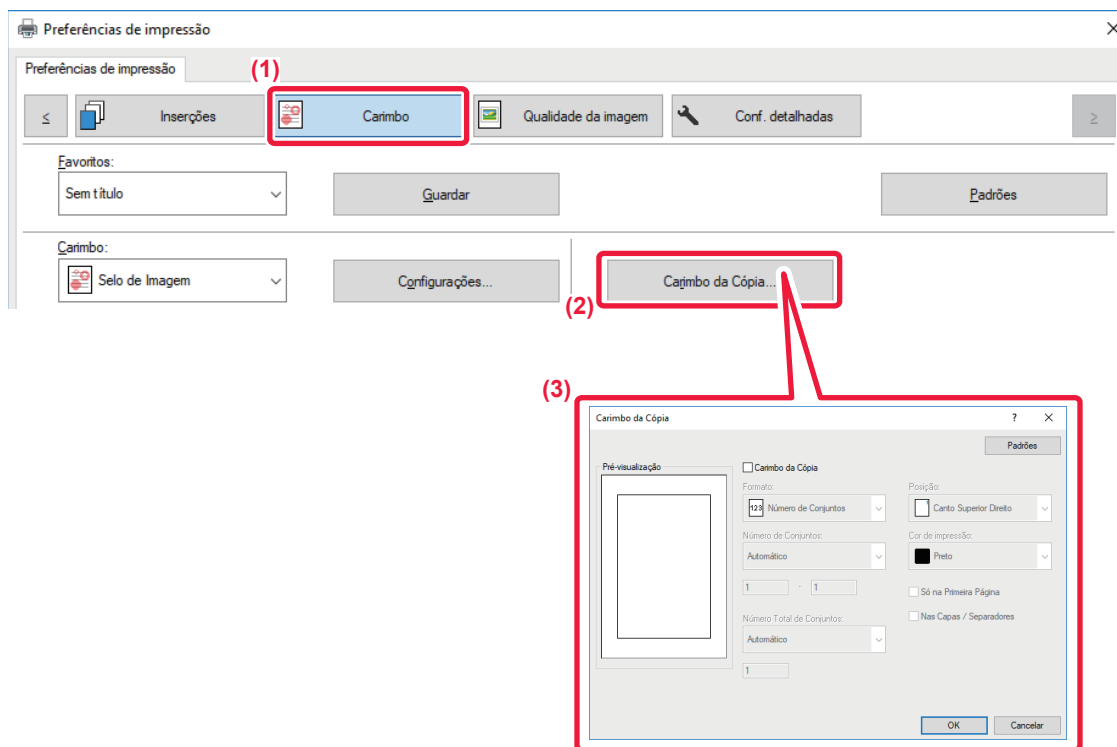 Preferências de impressão
Preferências de impressão
(1)
≤ Inserções Carimbo Qualidade da imagem Conf. detalhadas ≥
Favoritos:
Sem título Guardar Padrões
Carimbo:
Selo de Imagem Configurações... Carimbo da Cópia...
(2)
(3)
Carimbo da Cópia ?
Padrões
Pré-visualização Carimbo da Cópia
Formato: Posição:
123 Número de Conjuntos Canto Superior Direito
Número de Conjuntos: Cor de impressão:
Automático Preto
1 - 1 Só na Primeira Página
Número Total de Conjuntos: Nas Capas / Separadores
Automático
1
OK Cancelar